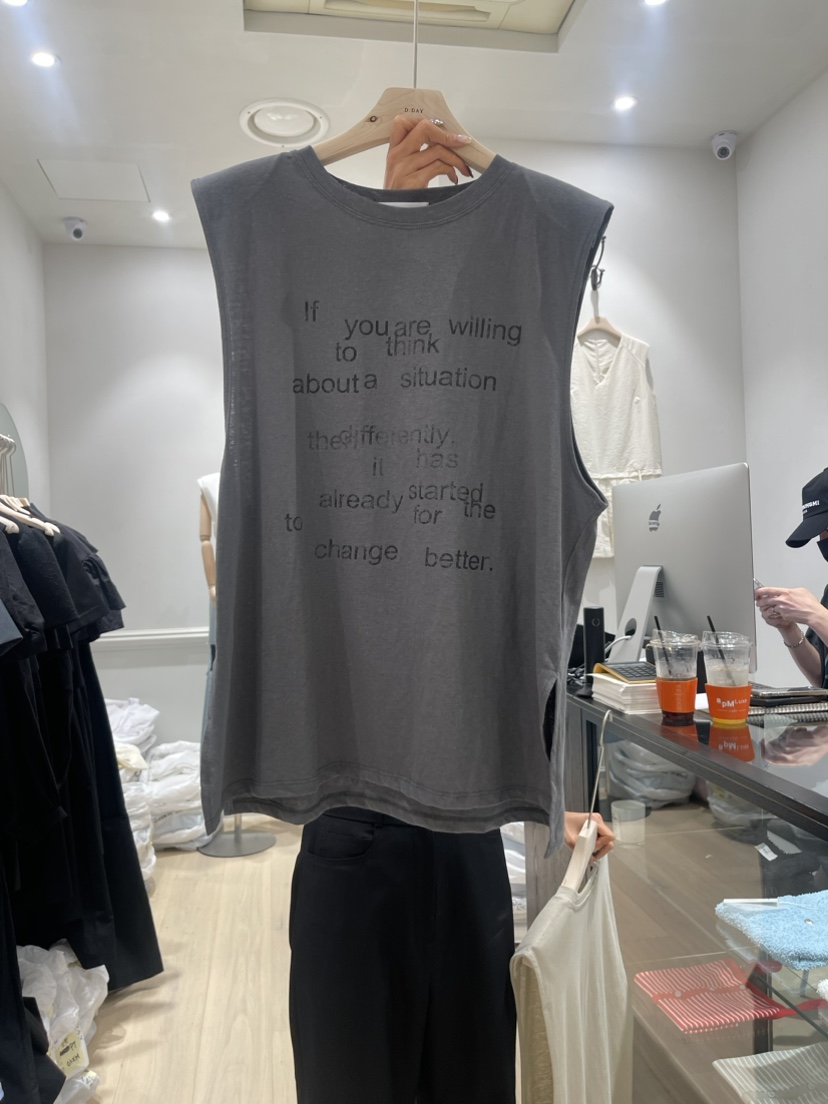 D DAY
If you are willing
to think
about a situation
differently,
then it has
already started
to for the
change better.